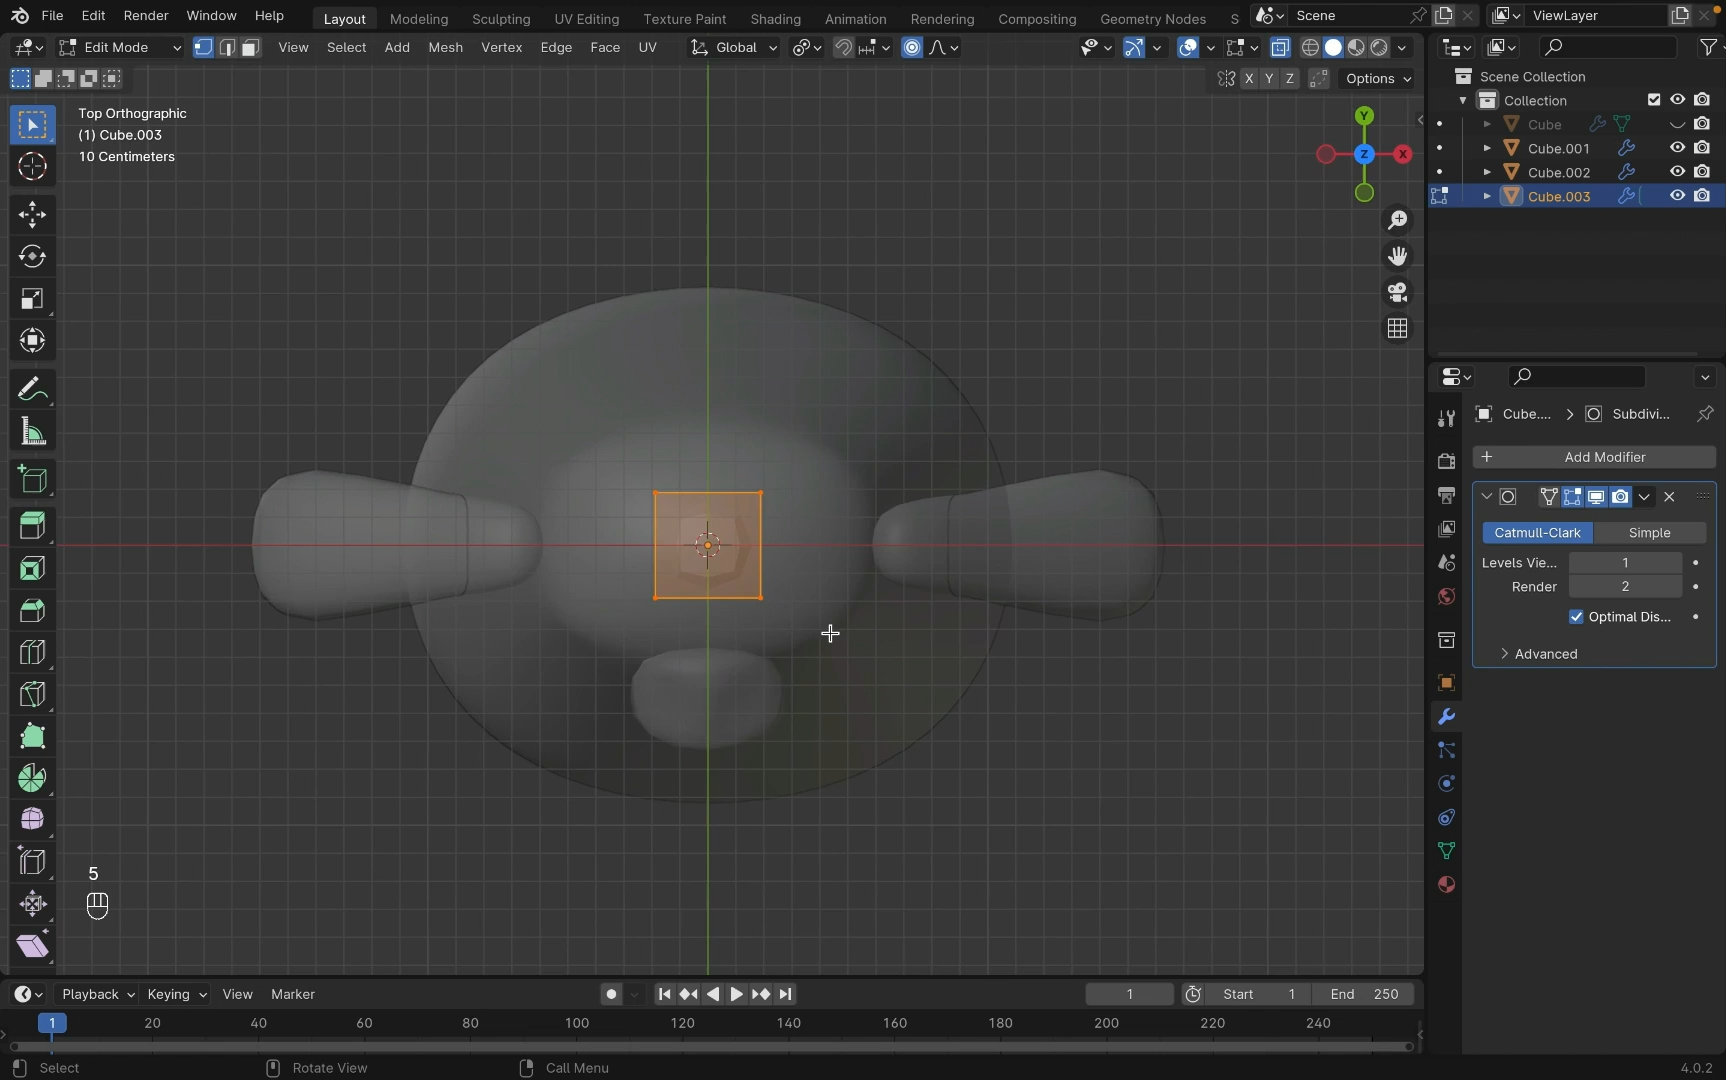 File Edit Render Window Help Layout Modeling Sculpting UV Editing Texture Paint Shading Animation Rendering Compositing Geometry Nodes S Scene ViewLayer
Edit Mode View Select Add Mesh Vertex Edge Face UV Global
X Y Z Options
Scene Collection
Collection
Cube
Cube.001
Cube.002
Cube.003
Top Orthographic
(1) Cube.003
10 Centimeters
Y
Z X
Cube.... Subdivi...
Add Modifier
Catmull-Clark Simple
Levels Vie... 1
Render 2
Optimal Dis...
Advanced
5
Playback Keying View Marker 1 Start 1 End 250
1 20 40 60 80 100 120 140 160 180 200 220 240
Select Rotate View Call Menu 4.0.2